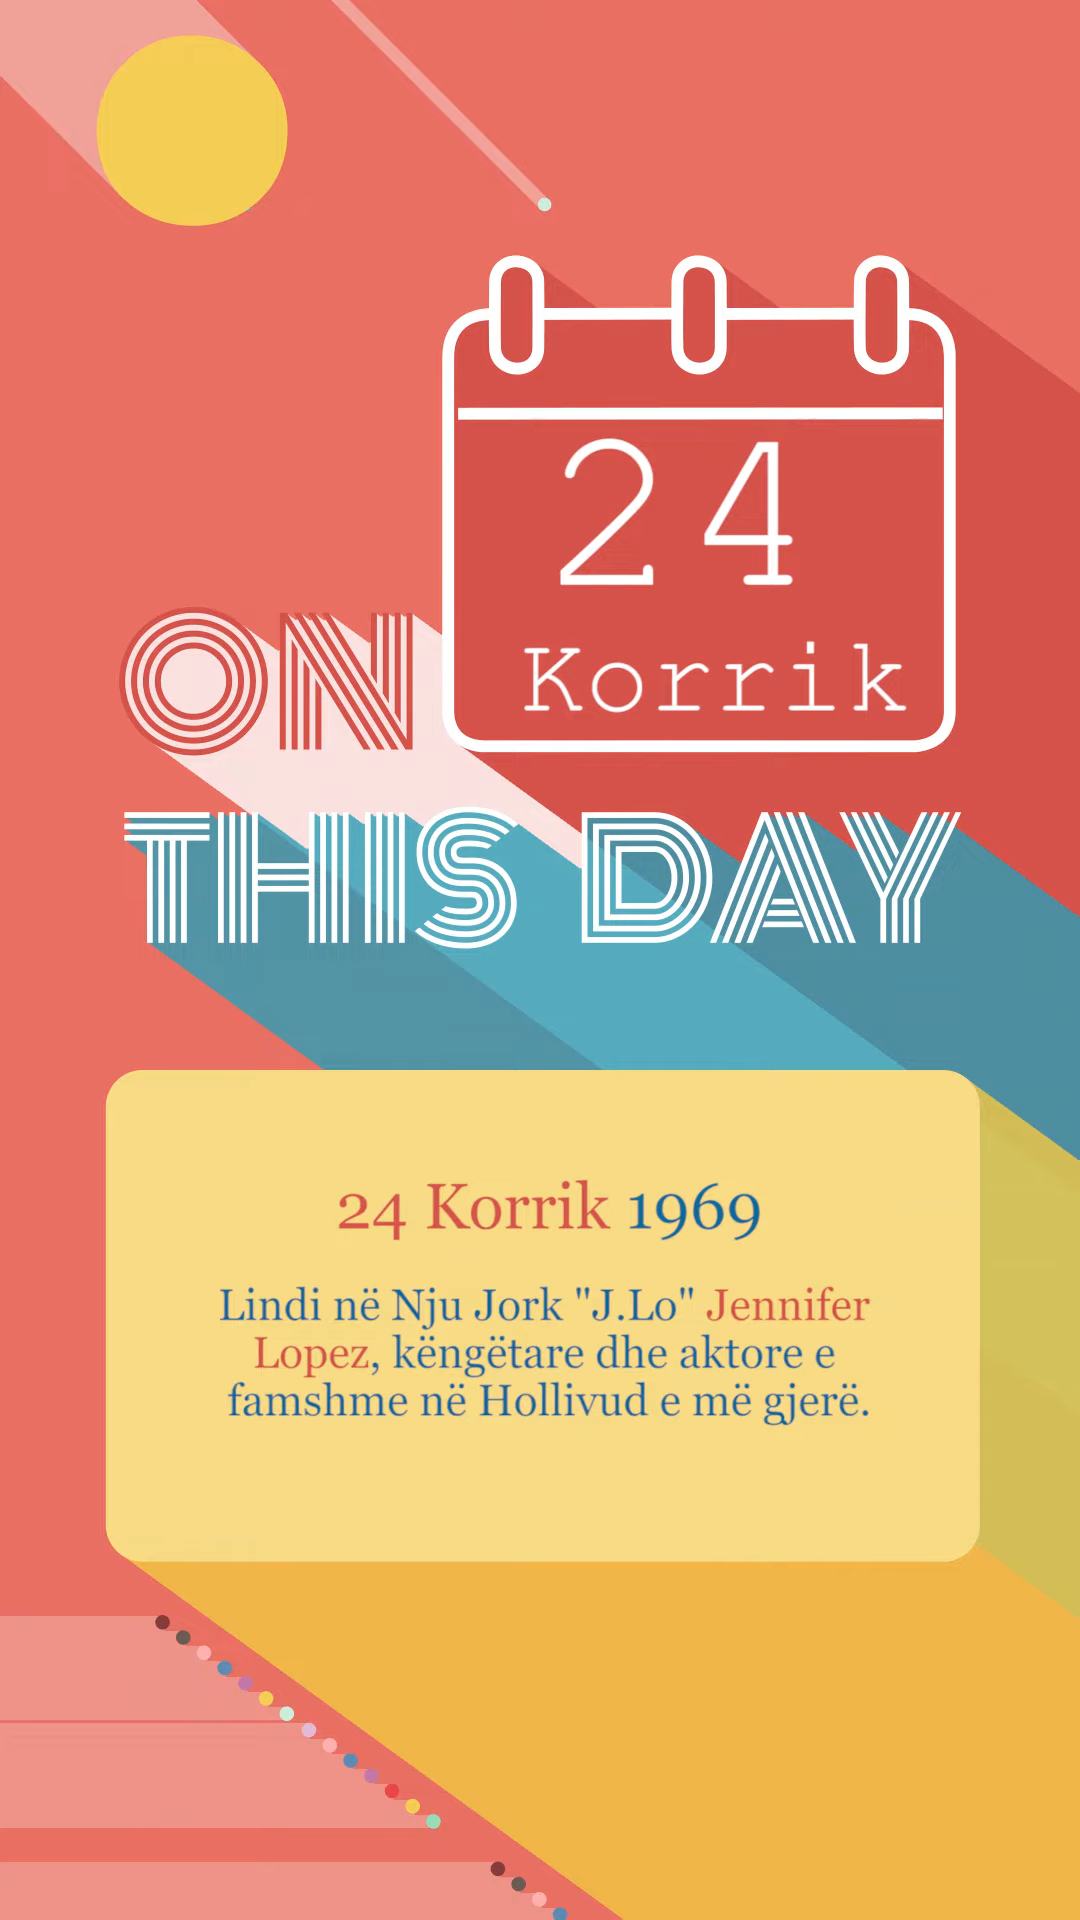 24
Korrik
ON
THIS DAY
24 Korrik 1969
Lindi në Nju Jork "J.Lo" Jennifer
Lopez, këngëtare dhe aktore e
famshme në Hollivud e më gjerë.